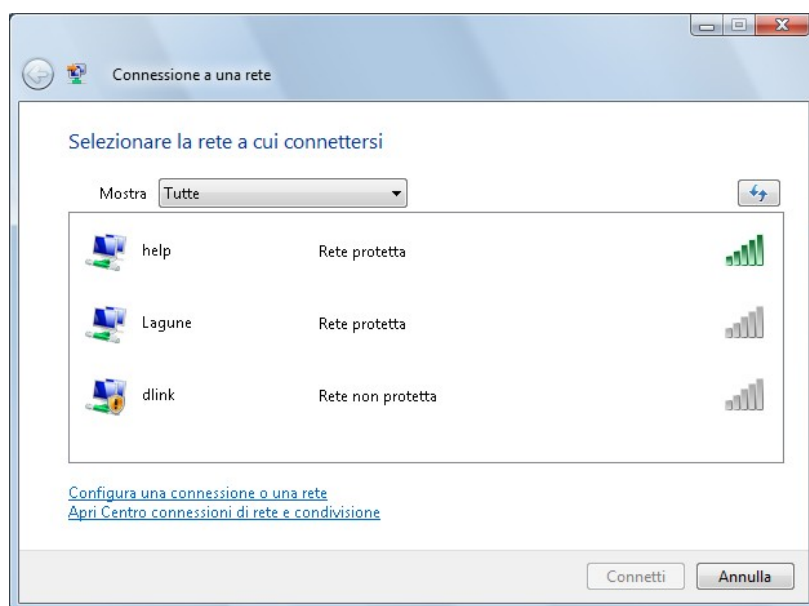 Connessione a una rete
Selezionare la rete a cui connettersi
Mostra Tutte
help Rete protetta
Lagune Rete protetta
dlink Rete non protetta
Configura una connessione o una rete
Apri Centro connessioni di rete e condivisione
Connetti Annulla